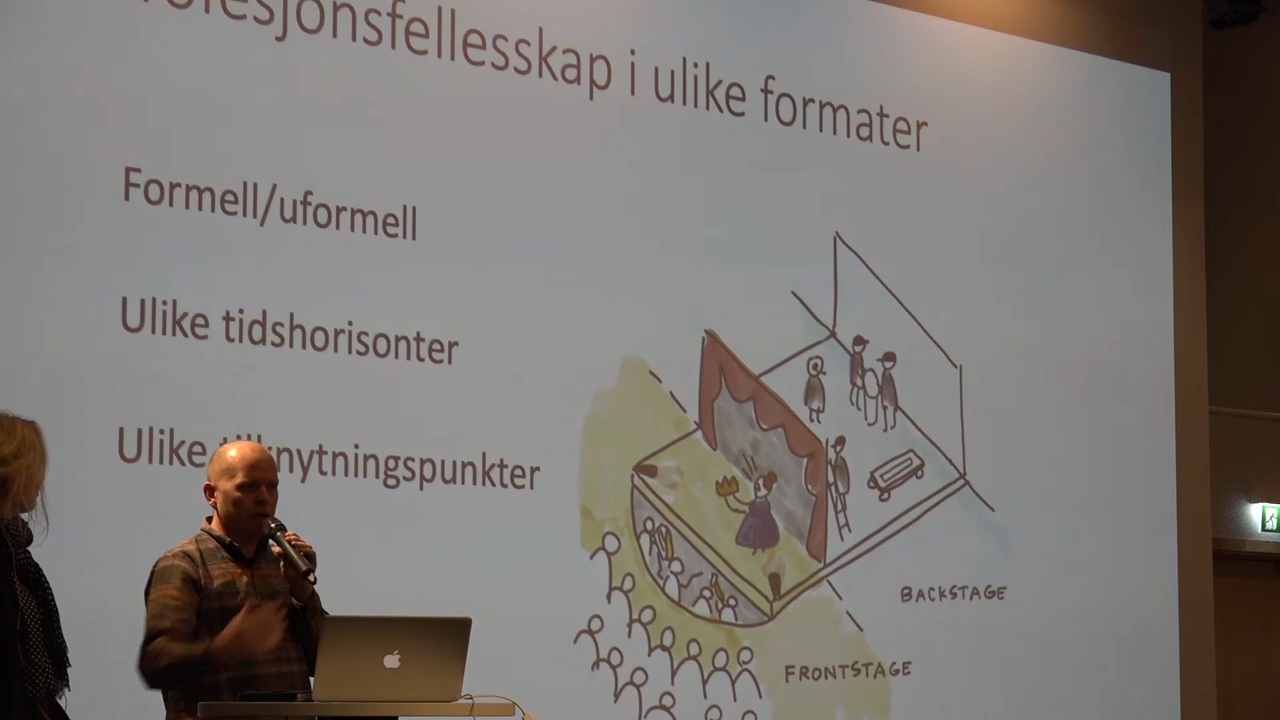 i ulike formater
Formell/uformell
Ulike tidshorisonter
Ulike
BACKSTAGE
FRONTSTAGE